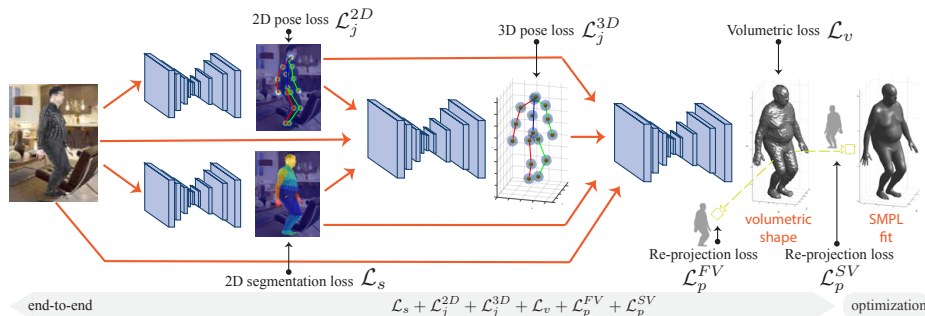 2D pose loss $\mathcal{L}_j^{2D}$
3D pose loss $\mathcal{L}_j^{3D}$
Volumetric loss $\mathcal{L}_v$
volumetric
shape
SMPL
fit
Re-projection loss
$\mathcal{L}_p^{FV}$
Re-projection loss
$\mathcal{L}_p^{SV}$
2D segmentation loss $\mathcal{L}_s$
end-to-end
$\mathcal{L}_s + \mathcal{L}_j^{2D} + \mathcal{L}_j^{3D} + \mathcal{L}_v + \mathcal{L}_p^{FV} + \mathcal{L}_p^{SV}$
optimization